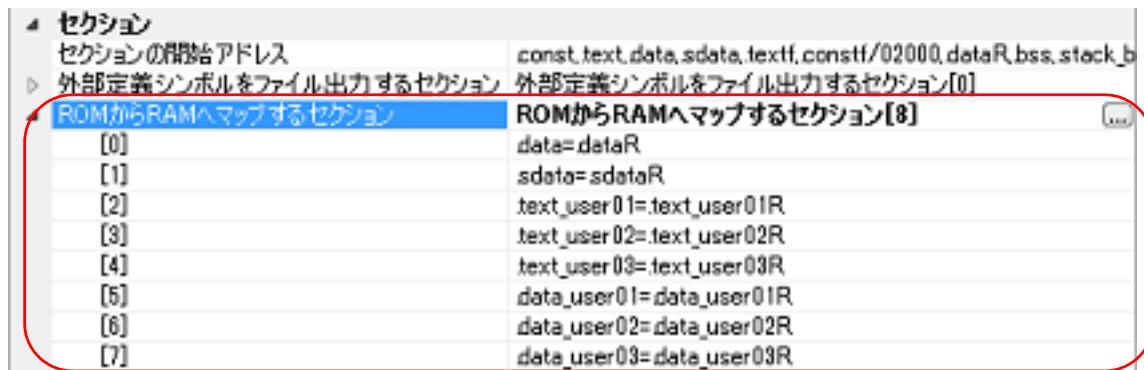 セクション
セクションの開始アドレス .const,.text,.data,.sdata,.textf,.constf/02000,.dataR,.bss,.stack_b
外部定義シンボルをファイル出力するセクション 外部定義シンボルをファイル出力するセクション[0]
ROMからRAMへマップするセクション ROMからRAMへマップするセクション[8] ...
[0] .data=.dataR
[1] .sdata=.sdataR
[2] .text_user01=.text_user01R
[3] .text_user02=.text_user02R
[4] .text_user03=.text_user03R
[5] .data_user01=.data_user01R
[6] .data_user02=.data_user02R
[7] .data_user03=.data_user03R